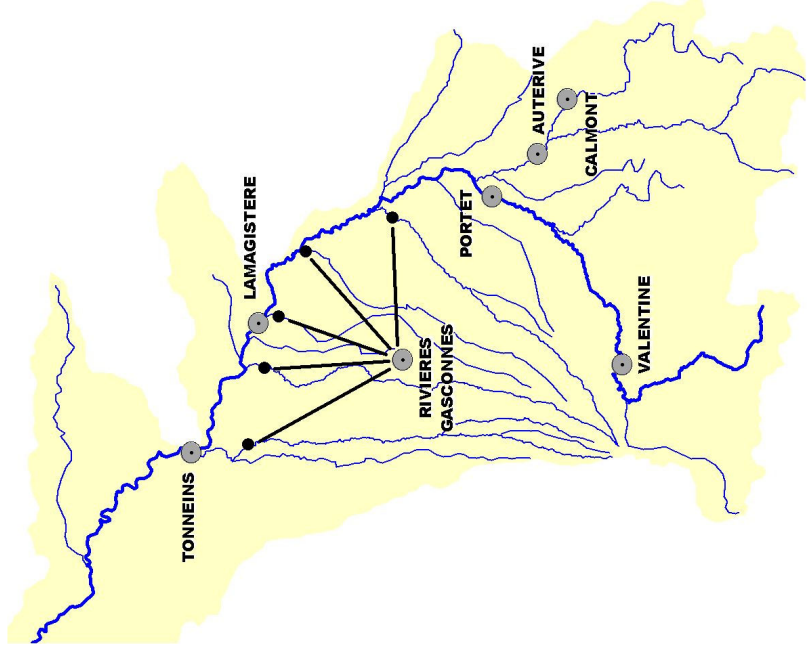 TONNEINS
LAMAGISTERE
RIVIERES
GASCONNES
PORTET
AUTERIVE
CALMONT
VALENTINE